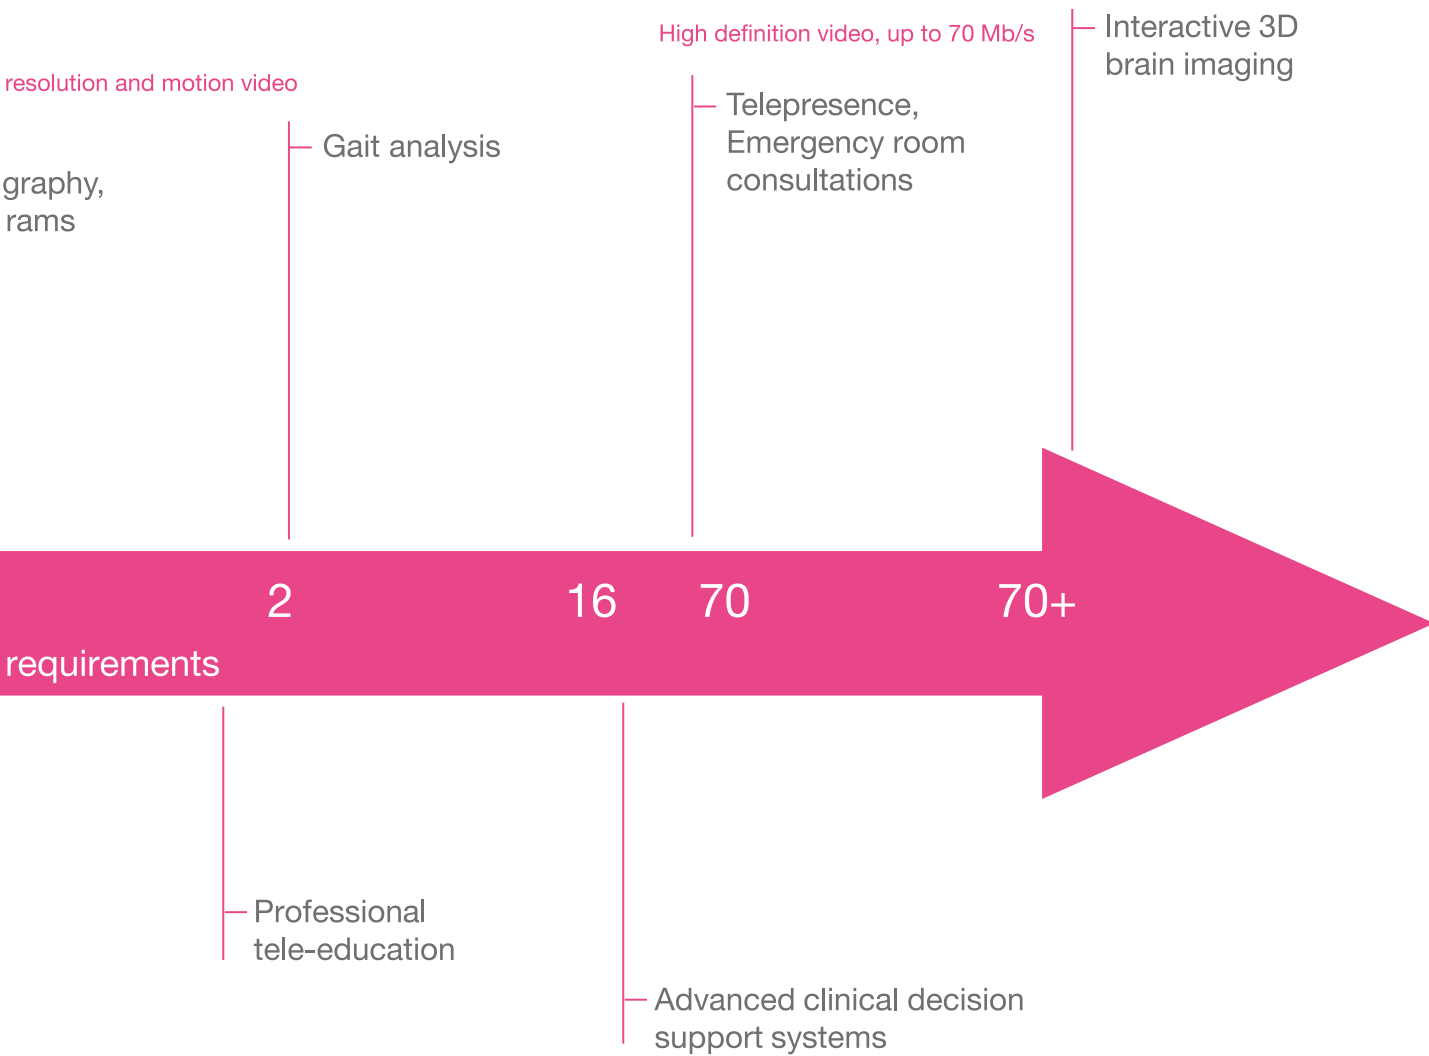 High definition video, up to 70 Mb/s
Interactive 3D
brain imaging
resolution and motion video
Gait analysis
Telepresence,
Emergency room
consultations
graphy,
rams
2
16
70
70+
requirements
Professional
tele-education
Advanced clinical decision
support systems